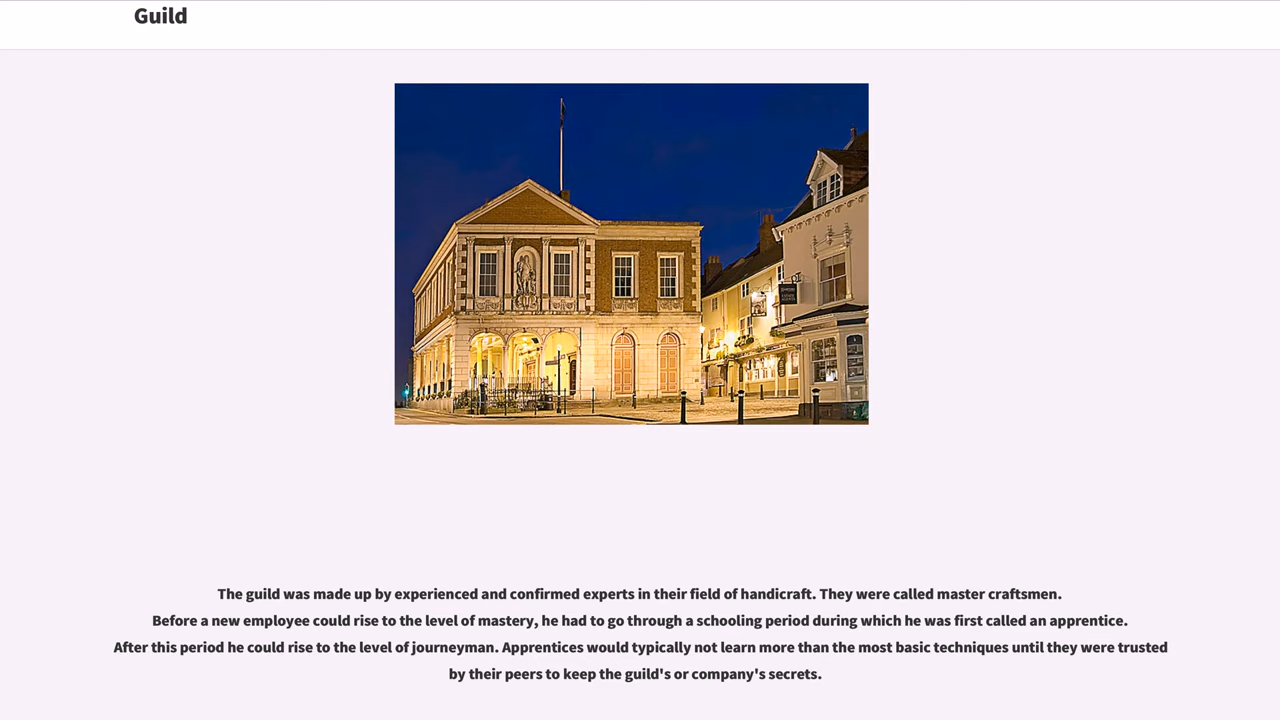 Guild
The guild was made up by experienced and confirmed experts in their field of handicraft. They were called master craftsmen.
Before a new employee could rise to the level of mastery, he had to go through a schooling period during which he was first called an apprentice.
After this period he could rise to the level of journeyman. Apprentices would typically not learn more than the most basic techniques until they were trusted
by their peers to keep the guild's or company's secrets.